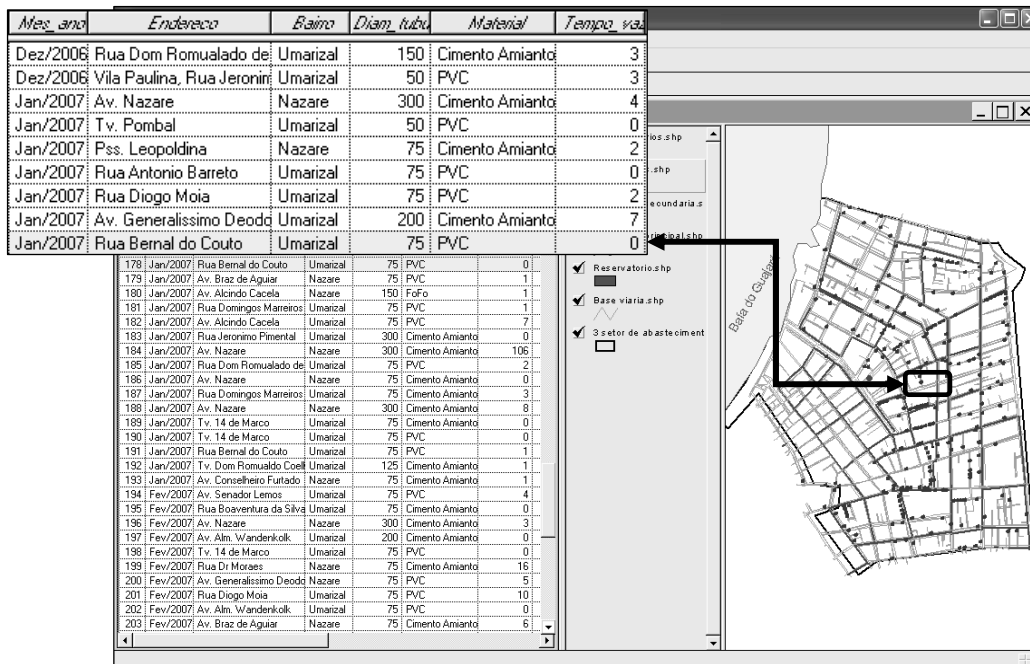 Mes_ano Endereco Bairro Diam_tubu Material Tempo_vaz
Dez/2006 Rua Dom Romualado de Umarizal 150 Cimento Amianto 3
Dez/2006 Vila Paulina, Rua Jeronim Umarizal 50 PVC 3
Jan/2007 Av. Nazare Nazare 300 Cimento Amianto 4
Jan/2007 Tv. Pombal Umarizal 50 PVC 0
Jan/2007 Pss. Leopoldina Nazare 75 Cimento Amianto 2
Jan/2007 Rua Antonio Barreto Umarizal 75 PVC 0
Jan/2007 Rua Diogo Moia Umarizal 75 PVC 2
Jan/2007 Av. Generalissimo Deodo Umarizal 200 Cimento Amianto 7
Jan/2007 Rua Bernal do Couto Umarizal 75 PVC 0
178 Jan/2007 Rua Bernal do Couto Umarizal 75 PVC 0
179 Jan/2007 Av. Braz de Aguiar Nazare 75 PVC 1
180 Jan/2007 Av. Alcindo Cacela Nazare 150 FoFo 1
181 Jan/2007 Rua Domingos Marreiros Umarizal 75 PVC 1
182 Jan/2007 Av. Alcindo Cacela Umarizal 75 PVC 7
183 Jan/2007 Rua Jeronimo Pimental Umarizal 300 Cimento Amianto 0
184 Jan/2007 Av. Nazare Nazare 300 Cimento Amianto 106
185 Jan/2007 Rua Dom Romualado de Umarizal 75 PVC 2
186 Jan/2007 Av. Nazare Nazare 75 Cimento Amianto 0
187 Jan/2007 Rua Domingos Marreiros Umarizal 75 Cimento Amianto 3
188 Jan/2007 Av. Nazare Nazare 300 Cimento Amianto 8
189 Jan/2007 Tv. 14 de Marco Umarizal 75 PVC 0
190 Jan/2007 Tv. 14 de Marco Umarizal 75 PVC 0
191 Jan/2007 Rua Bernal do Couto Umarizal 75 PVC 1
192 Jan/2007 Tv. Dom Romualdo Coell Umarizal 125 Cimento Amianto 1
193 Jan/2007 Av. Conselheiro Furtado Nazare 75 Cimento Amianto 1
194 Fev/2007 Av. Senador Lemos Umarizal 75 PVC 4
195 Fev/2007 Rua Boaventura da Silva Umarizal 75 Cimento Amianto 0
196 Fev/2007 Av. Nazare Nazare 300 Cimento Amianto 3
197 Fev/2007 Av. Alm. Wandenkolk Umarizal 200 Cimento Amianto 0
198 Fev/2007 Tv. 14 de Marco Umarizal 75 PVC 0
199 Fev/2007 Rua Dr Moraes Nazare 75 Cimento Amianto 16
200 Fev/2007 Av. Generalissimo Deodo Nazare 75 PVC 5
201 Fev/2007 Rua Diogo Moia Umarizal 75 PVC 10
202 Fev/2007 Av. Alm. Wandenkolk Umarizal 75 PVC 0
203 Fev/2007 Av. Braz de Aguiar Nazare 75 Cimento Amianto 6
ios.shp
s.shp
ecundaria.s
principal.shp
Reservatorio.shp
Base viaria.shp
3 setor de abasteciment
Baía do Guajará